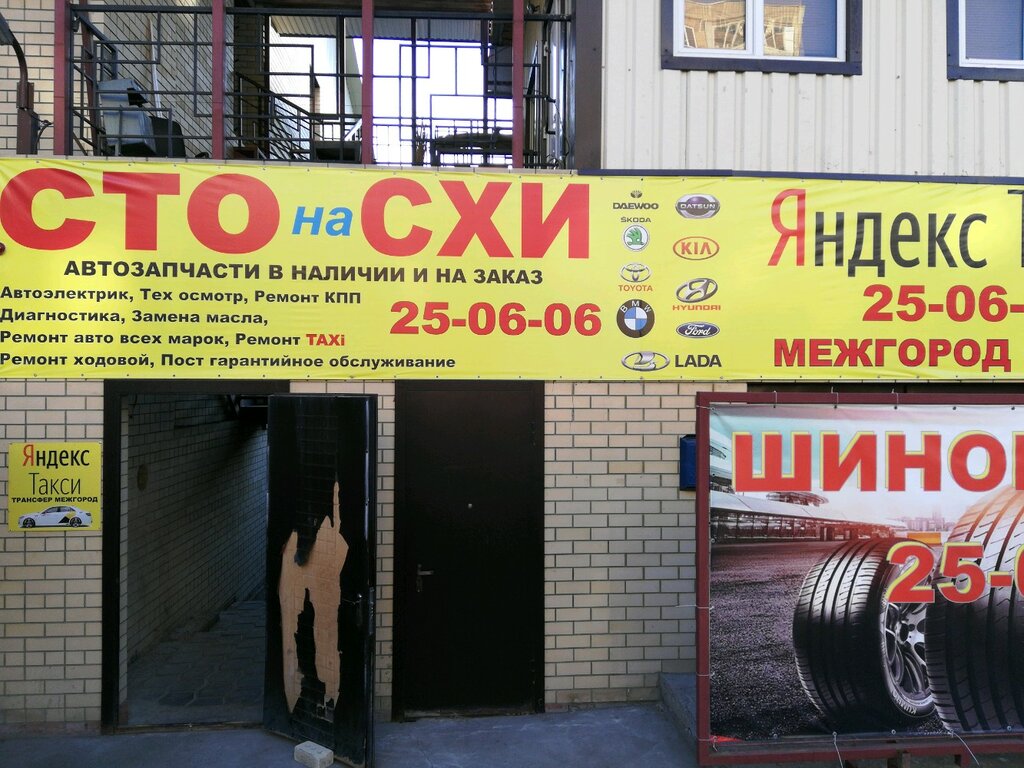 СТО на СХИ
АВТОЗАПЧАСТИ В НАЛИЧИИ И НА ЗАКАЗ
Автоэлектрик, Тех осмотр, Ремонт КПП
Диагностика, Замена масла,
Ремонт авто всех марок, Ремонт TAXi
Ремонт ходовой, Пост гарантийное обслуживание
25-06-06
DAEWOO
DATSUN
ŠKODA
KIA
TOYOTA
HYUNDAI
BMW
Ford
LADA
Яндекс Т
25-06-
МЕЖГОРОД
Яндекс
Такси
ТРАНСФЕР МЕЖГОРОД
ШИНО
25-0